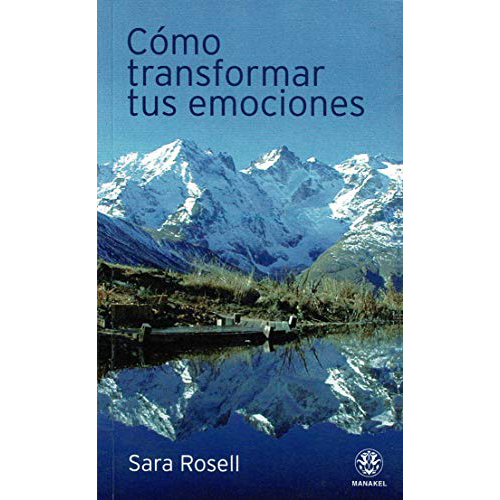 Cómo
transformar
tus emociones
Sara Rosell
MANAKEL